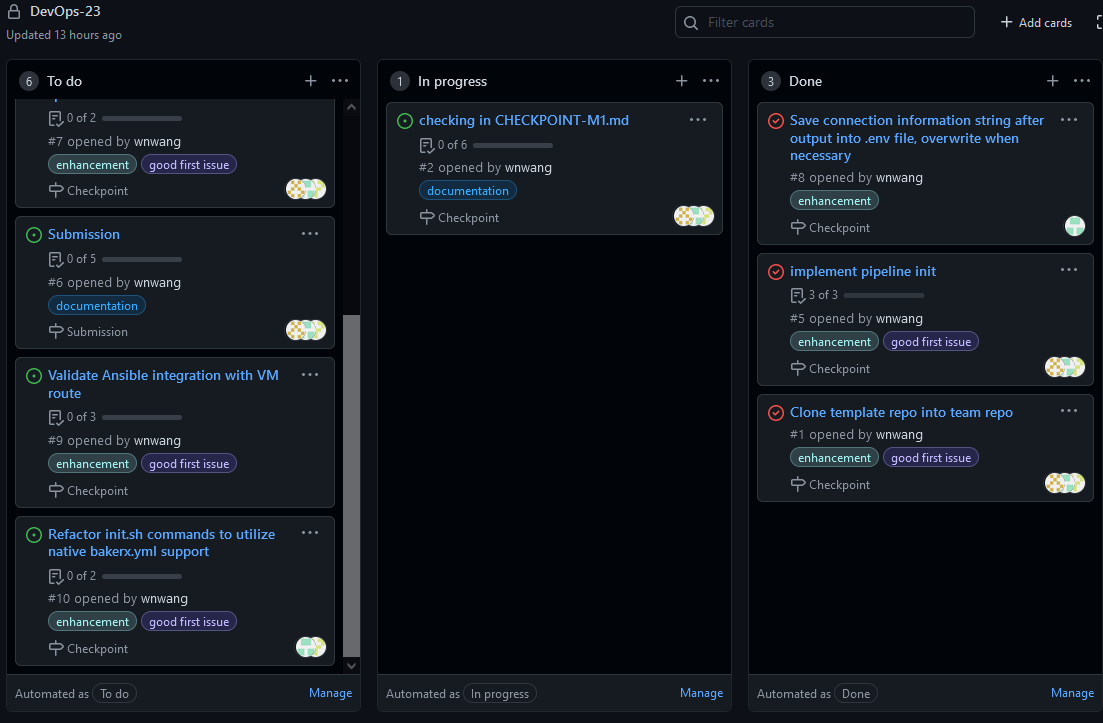 DevOps-23
Updated 13 hours ago
Filter cards
Add cards
6 To do
0 of 2
#7 opened by wnwang
enhancement good first issue
Checkpoint
Submission
0 of 5
#6 opened by wnwang
documentation
Submission
Validate Ansible integration with VM
route
0 of 3
#9 opened by wnwang
enhancement good first issue
Checkpoint
Refactor init.sh commands to utilize
native bakerx.yml support
0 of 2
#10 opened by wnwang
enhancement good first issue
Checkpoint
Automated as To do Manage
1 In progress
checking in CHECKPOINT-M1.md
0 of 6
#2 opened by wnwang
documentation
Checkpoint
Automated as In progress Manage
3 Done
Save connection information string after
output into .env file, overwrite when
necessary
#8 opened by wnwang
enhancement
Checkpoint
implement pipeline init
3 of 3
#5 opened by wnwang
enhancement good first issue
Checkpoint
Clone template repo into team repo
#1 opened by wnwang
enhancement good first issue
Checkpoint
Automated as Done Manage